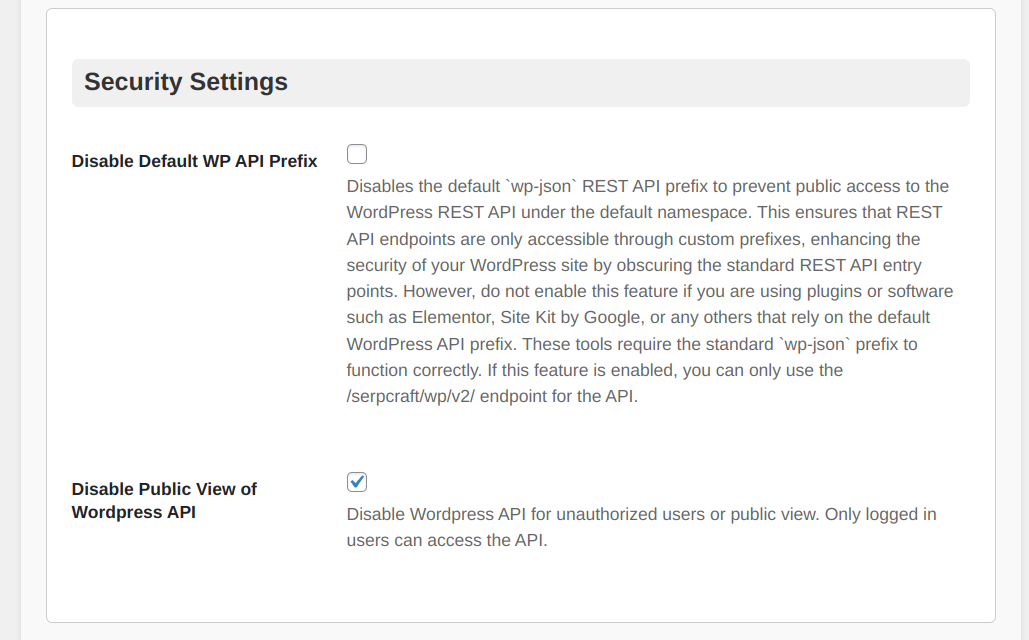 Security Settings
Disable Default WP API Prefix
Disables the default `wp-json` REST API prefix to prevent public access to the
WordPress REST API under the default namespace. This ensures that REST
API endpoints are only accessible through custom prefixes, enhancing the
security of your WordPress site by obscuring the standard REST API entry
points. However, do not enable this feature if you are using plugins or software
such as Elementor, Site Kit by Google, or any others that rely on the default
WordPress API prefix. These tools require the standard `wp-json` prefix to
function correctly. If this feature is enabled, you can only use the
/serpcraft/wp/v2/ endpoint for the API.
Disable Public View of
Wordpress API
Disable Wordpress API for unauthorized users or public view. Only logged in
users can access the API.